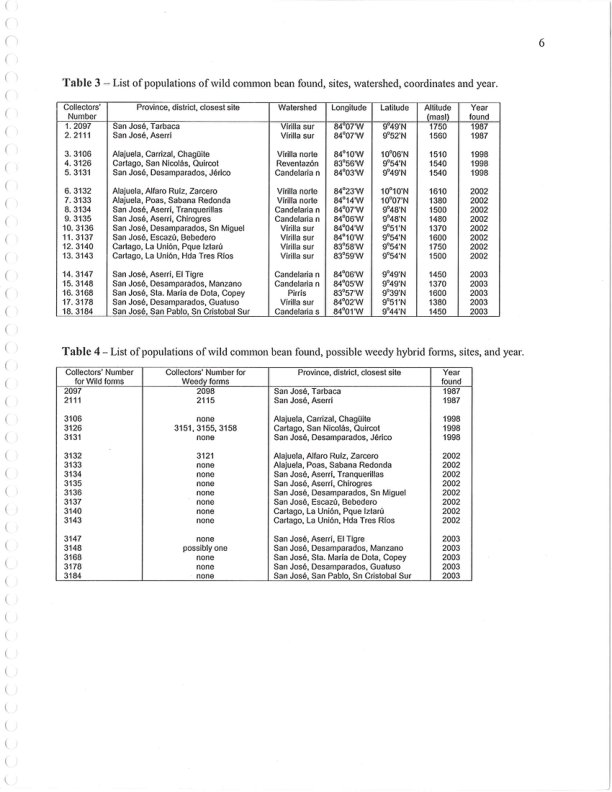 6
Table 3 – List of populations of wild common bean found, sites, watershed, coordinates and year.
Collectors' Number | Province, district, closest site | Watershed | Longitude | Latitude | Altitude (masl) | Year found
1. 2097 San José, Tarbaca Virilla sur 84°07'W 9°49'N 1750 1987
2. 2111 San José, Aserrí Virilla sur 84°07'W 9°52'N 1560 1987
3. 3106 Alajuela, Carrizal, Chagüite Virilla norte 84°10'W 10°06'N 1510 1998
4. 3126 Cartago, San Nicolás, Quircot Reventazón 83°56'W 9°54'N 1540 1998
5. 3131 San José, Desamparados, Jérico Candelaria n 84°03'W 9°49'N 1540 1998
6. 3132 Alajuela, Alfaro Ruíz, Zarcero Virilla norte 84°23'W 10°10'N 1610 2002
7. 3133 Alajuela, Poas, Sabana Redonda Virilla norte 84°14'W 10°07'N 1380 2002
8. 3134 San José, Aserrí, Tranquerillas Candelaria n 84°07'W 9°48'N 1500 2002
9. 3135 San José, Aserrí, Chirogres Candelaria n 84°06'W 9°48'N 1480 2002
10. 3136 San José, Desamparados, Sn Miguel Virilla sur 84°04'W 9°51'N 1370 2002
11. 3137 San José, Escazú, Bebedero Virilla sur 84°10'W 9°54'N 1600 2002
12. 3140 Cartago, La Unión, Pque Iztarú Virilla sur 83°58'W 9°54'N 1750 2002
13. 3143 Cartago, La Unión, Hda Tres Ríos Virilla sur 83°59'W 9°54'N 1500 2002
14. 3147 San José, Aserrí, El Tigre Candelaria n 84°06'W 9°49'N 1450 2003
15. 3148 San José, Desamparados, Manzano Candelaria n 84°05'W 9°49'N 1370 2003
16. 3168 San José, Sta. María de Dota, Copey Pirris 83°57'W 9°39'N 1600 2003
17. 3178 San José, Desamparados, Guatuso Virilla sur 84°02'W 9°51'N 1380 2003
18. 3184 San José, San Pablo, Sn Cristobal Sur Candelaria s 84°01'W 9°44'N 1450 2003
Table 4 – List of populations of wild common bean found, possible weedy hybrid forms, sites, and year.
Collectors' Number for Wild forms | Collectors' Number for Weedy forms | Province, district, closest site | Year found
2097 2098 San José, Tarbaca 1987
2111 2115 San José, Aserrí 1987
3106 none Alajuela, Carrizal, Chagüite 1998
3126 3151, 3155, 3158 Cartago, San Nicolás, Quircot 1998
3131 none San José, Desamparados, Jérico 1998
3132 3121 Alajuela, Alfaro Ruíz, Zarcero 2002
3133 none Alajuela, Poas, Sabana Redonda 2002
3134 none San José, Aserrí, Tranquerillas 2002
3135 none San José, Aserrí, Chirogres 2002
3136 none San José, Desamparados, Sn Miguel 2002
3137 none San José, Escazú, Bebedero 2002
3140 none Cartago, La Unión, Pque Iztarú 2002
3143 none Cartago, La Unión, Hda Tres Ríos 2002
3147 none San José, Aserrí, El Tigre 2003
3148 possibly one San José, Desamparados, Manzano 2003
3168 none San José, Sta. María de Dota, Copey 2003
3178 none San José, Desamparados, Guatuso 2003
3184 none San José, San Pablo, Sn Cristobal Sur 2003